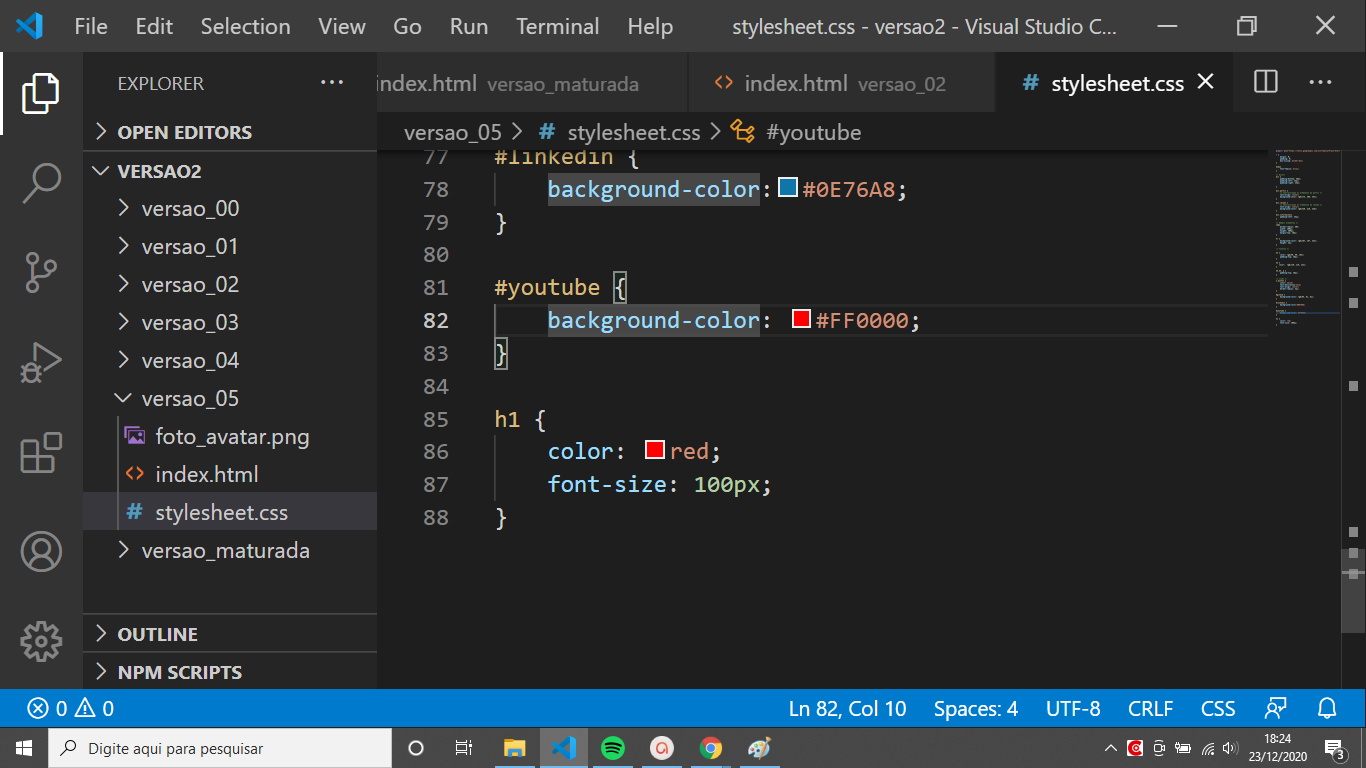 File Edit Selection View Go Run Terminal Help stylesheet.css - versao2 - Visual Studio C...
EXPLORER
index.html versao_maturada index.html versao_02 # stylesheet.css
OPEN EDITORS
versao_05 > # stylesheet.css > #youtube
VERSAO2
versao_00
versao_01
versao_02
versao_03
versao_04
versao_05
foto_avatar.png
index.html
# stylesheet.css
versao_maturada
OUTLINE
NPM SCRIPTS
77 #linkedin {
78 background-color: #0E76A8;
79 }
80
81 #youtube {
82 background-color: #FF0000;
83 }
84
85 h1 {
86 color: red;
87 font-size: 100px;
88 }
0 0 Ln 82, Col 10 Spaces: 4 UTF-8 CRLF CSS
Digite aqui para pesquisar
18:24
23/12/2020
3